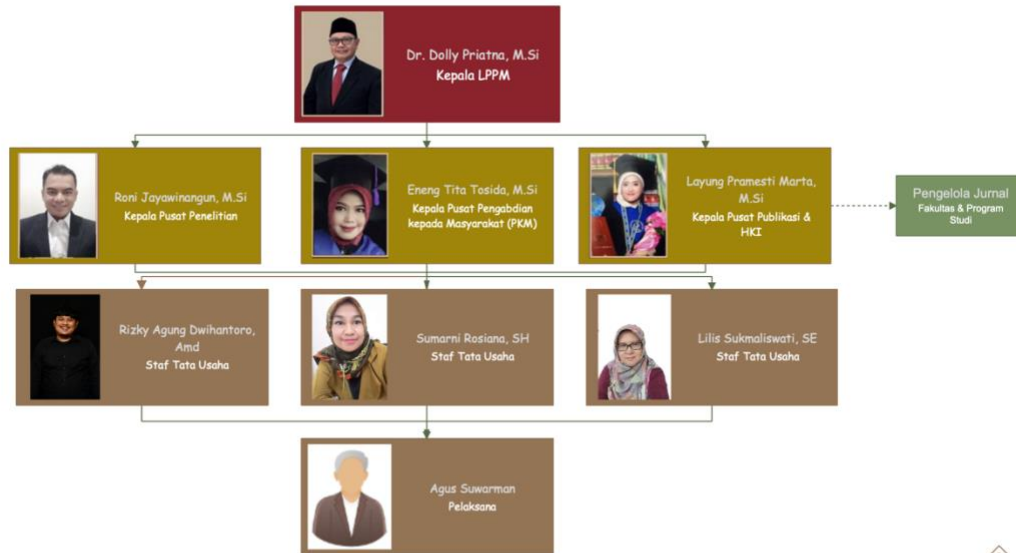 Dr. Dolly Priatna, M.Si
Kepala LPPM
Roni Jayawinangun, M.Si
Kepala Pusat Penelitian
Eneng Tita Tosida, M.Si
Kepala Pusat Pengabdian
kepada Masyarakat (PKM)
Layung Pramesti Marta,
M.Si
Kepala Pusat Publikasi &
HKI
Pengelola Jurnal
Fakultas & Program
Studi
Rizky Agung Dwihantoro,
Amd
Staf Tata Usaha
Sumarni Rosiana, SH
Staf Tata Usaha
Lilis Sukmaliswati, SE
Staf Tata Usaha
Agus Suwarman
Pelaksana